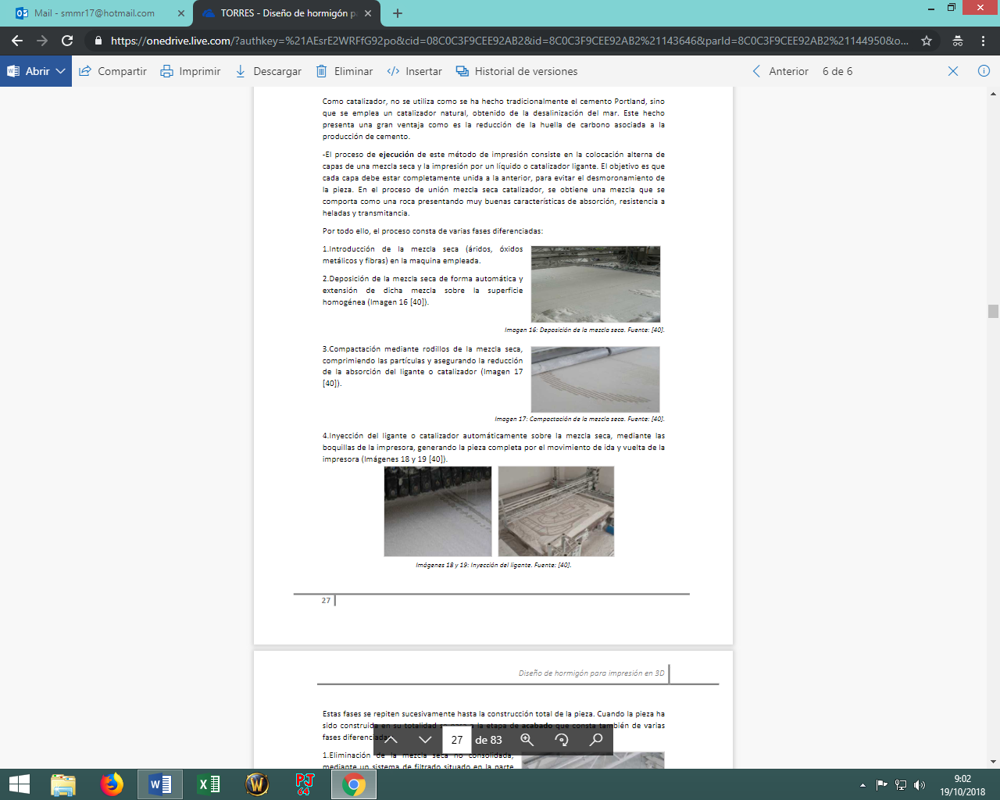 Mail - smmr17@hotmail.com
TORRES - Diseño de hormigón p
https://onedrive.live.com/?authkey=%21AEsrE2WRFfG92po&cid=08C0C3F9CEE92AB2&id=8C0C3F9CEE92AB2%21143646&parId=8C0C3F9CEE92AB2%21144950&o...
Abrir Compartir Imprimir Descargar Eliminar Insertar Historial de versiones Anterior 6 de 6
Como catalizador, no se utiliza como se ha hecho tradicionalmente el cemento Portland, sino
que se emplea un catalizador natural, obtenido de la desalinización del mar. Este hecho
presenta una gran ventaja como es la reducción de la huella de carbono asociada a la
producción de cemento.
-El proceso de ejecución de este método de impresión consiste en la colocación alterna de
capas de una mezcla seca y la impresión por un líquido o catalizador ligante. El objetivo es que
cada capa debe estar completamente unida a la anterior, para evitar el desmoronamiento de
la pieza. En el proceso de unión mezcla seca catalizador, se obtiene una mezcla que se
comporta como una roca presentando muy buenas características de absorción, resistencia a
heladas y transmitancia.
Por todo ello, el proceso consta de varias fases diferenciadas:
1.Introducción de la mezcla seca (áridos, óxidos
metálicos y fibras) en la maquina empleada.
2.Deposición de la mezcla seca de forma automática y
extensión de dicha mezcla sobre la superficie
homogénea (Imagen 16 [40]).
Imagen 16: Deposición de la mezcla seca. Fuente: [40].
3.Compactación mediante rodillos de la mezcla seca,
comprimiendo las partículas y asegurando la reducción
de la absorción del ligante o catalizador (Imagen 17
[40]).
Imagen 17: Compactación de la mezcla seca. Fuente: [40].
4.Inyección del ligante o catalizador automáticamente sobre la mezcla seca, mediante las
boquillas de la impresora, generando la pieza completa por el movimiento de ida y vuelta de la
impresora (Imágenes 18 y 19 [40]).
Imágenes 18 y 19: Inyección del ligante. Fuente: [40].
27
Diseño de hormigón para impresión en 3D
Estas fases se repiten sucesivamente hasta la construcción total de la pieza. Cuando la pieza ha
sido construida en su totalidad se pasa a la etapa de acabado que consta también de varias
fases diferenciadas
27 de 83
1.Eliminación de la mezcla seca no consolidada,
mediante un sistema de filtrado situado en la parte
PJ
64
9:02
19/10/2018